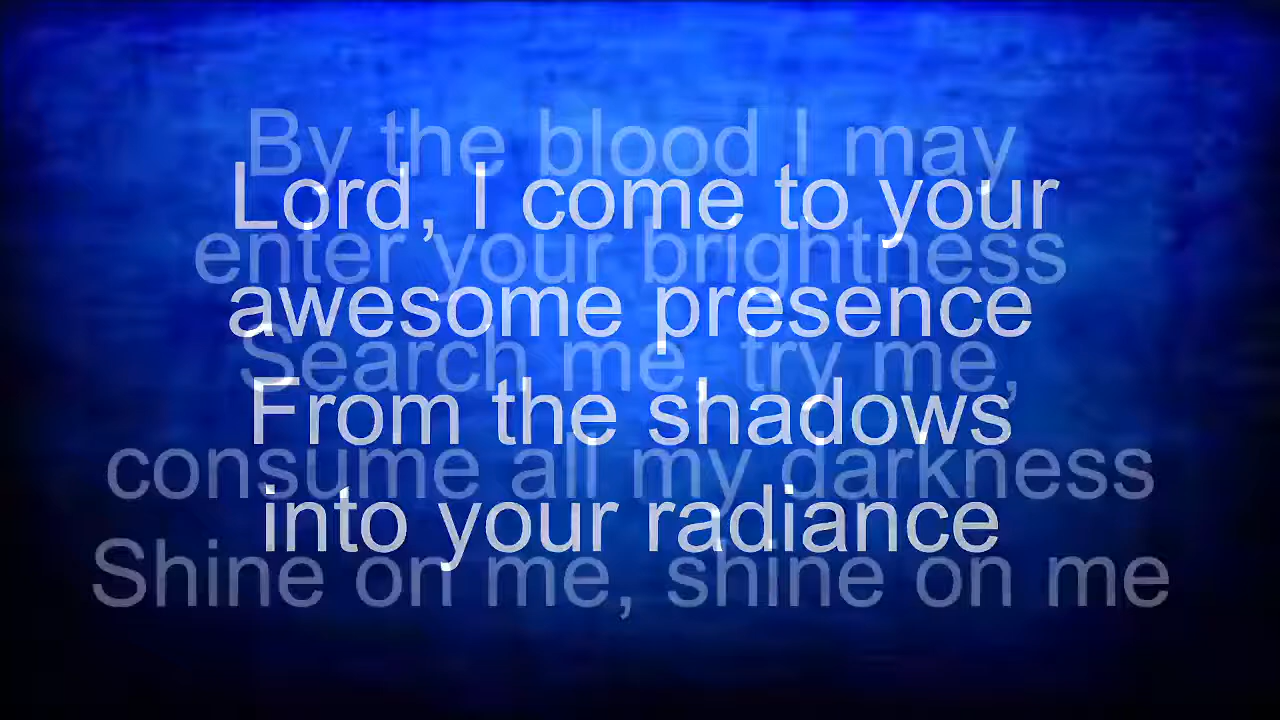 By the blood I may
Lord, I come to your
enter your brightness
awesome presence
Search me, try me,
From the shadows
consume all my darkness
into your radiance
Shine on me, shine on me